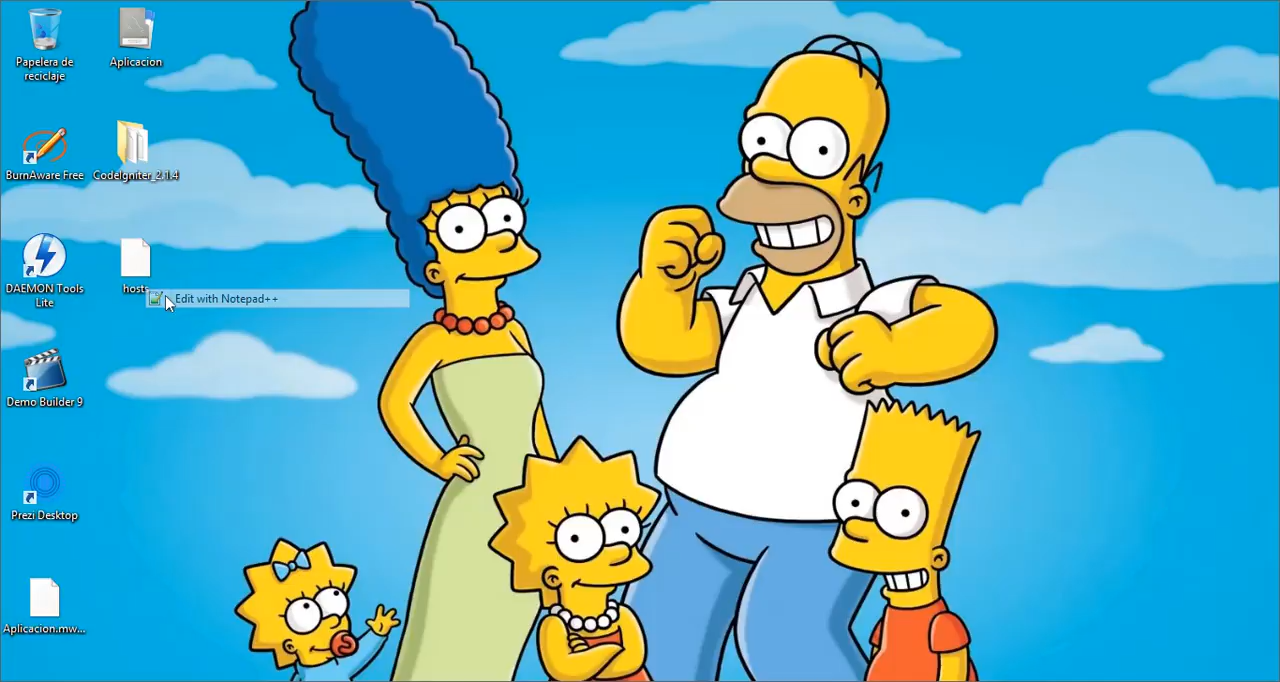 Papelera de
reciclaje
Aplicacion
BurnAware Free
CodeIgniter_2.1.4
DAEMON Tools
Lite
hosts
Edit with Notepad++
Demo Builder 9
Prezi Desktop
Aplicacion.mw...